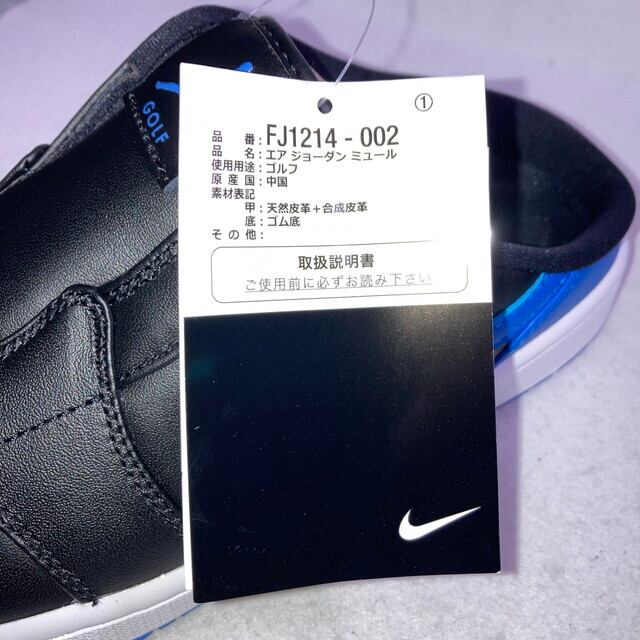 GOLF
①
品番:FJ1214-002
品名:エア ジョーダン ミュール
使用用途:ゴルフ
原産国:中国
素材表記
甲:天然皮革+合成皮革
底:ゴム底
その他:
取扱説明書
ご使用前に必ずお読み下さい